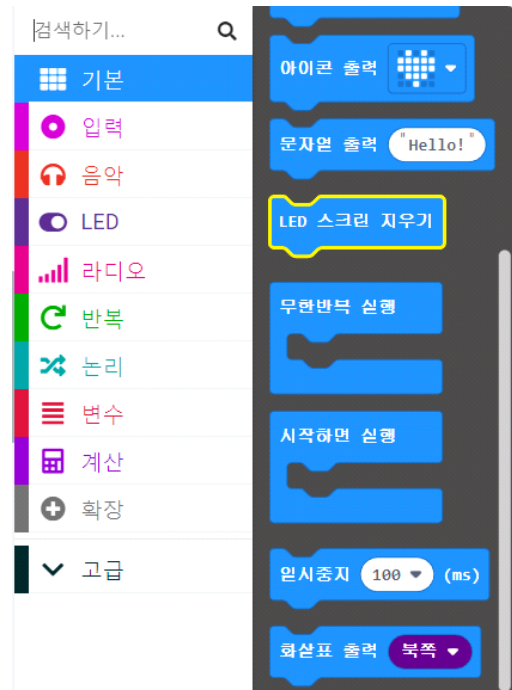 검색하기...
기본
입력
음악
LED
라디오
반복
논리
변수
계산
확장
고급
아이콘 출력
문자열 출력 "Hello!"
LED 스크린 지우기
무한반복 실행
시작하면 실행
일시중지 100 (ms)
화살표 출력 북쪽